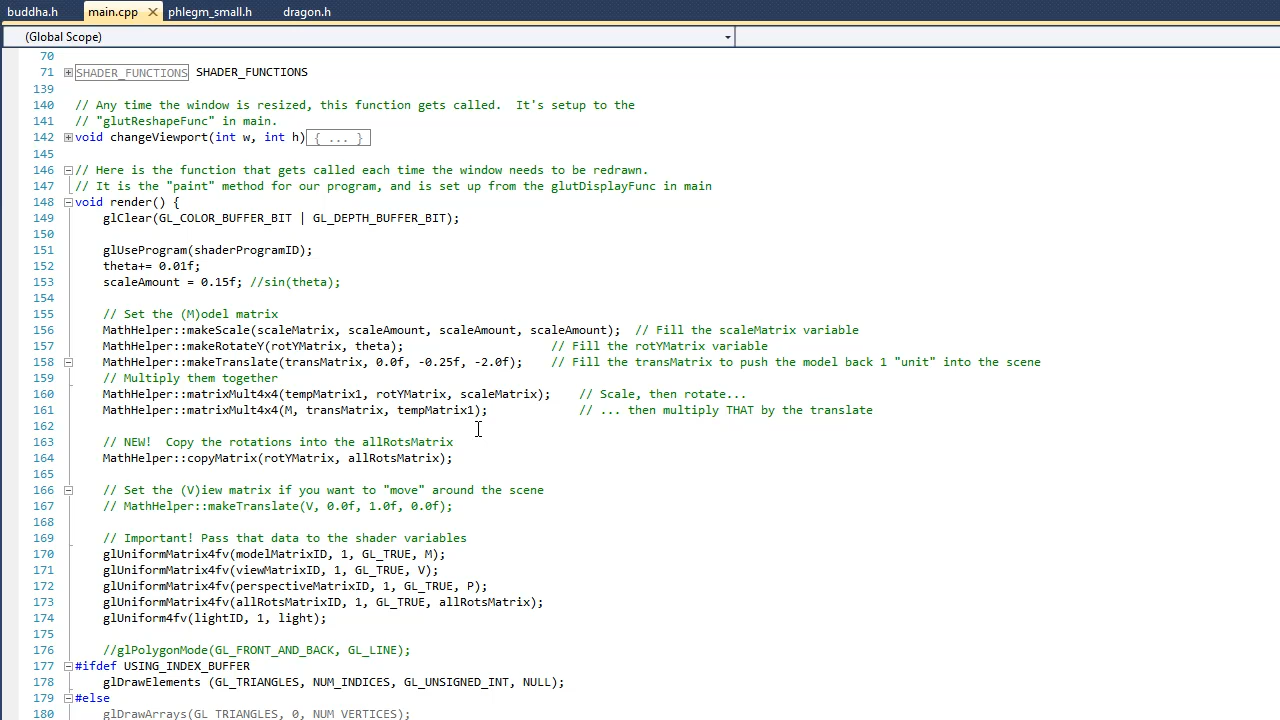 buddha.h main.cpp phlegm_small.h dragon.h
(Global Scope)
70
71 SHADER_FUNCTIONS SHADER_FUNCTIONS
139
140 // Any time the window is resized, this function gets called.  It's setup to the
141 // "glutReshapeFunc" in main.
142 void changeViewport(int w, int h){ ... }
145
146 // Here is the function that gets called each time the window needs to be redrawn.
147 // It is the "paint" method for our program, and is set up from the glutDisplayFunc in main
148 void render() {
149 glClear(GL_COLOR_BUFFER_BIT | GL_DEPTH_BUFFER_BIT);
150
151 glUseProgram(shaderProgramID);
152 theta+= 0.01f;
153 scaleAmount = 0.15f; //sin(theta);
154
155 // Set the (M)odel matrix
156 MathHelper::makeScale(scaleMatrix, scaleAmount, scaleAmount, scaleAmount);  // Fill the scaleMatrix variable
157 MathHelper::makeRotateY(rotYMatrix, theta); // Fill the rotYMatrix variable
158 MathHelper::makeTranslate(transMatrix, 0.0f, -0.25f, -2.0f); // Fill the transMatrix to push the model back 1 "unit" into the scene
159 // Multiply them together
160 MathHelper::matrixMult4x4(tempMatrix1, rotYMatrix, scaleMatrix); // Scale, then rotate...
161 MathHelper::matrixMult4x4(M, transMatrix, tempMatrix1); // ... then multiply THAT by the translate
162
163 // NEW!  Copy the rotations into the allRotsMatrix
164 MathHelper::copyMatrix(rotYMatrix, allRotsMatrix);
165
166 // Set the (V)iew matrix if you want to "move" around the scene
167 // MathHelper::makeTranslate(V, 0.0f, 1.0f, 0.0f);
168
169 // Important! Pass that data to the shader variables
170 glUniformMatrix4fv(modelMatrixID, 1, GL_TRUE, M);
171 glUniformMatrix4fv(viewMatrixID, 1, GL_TRUE, V);
172 glUniformMatrix4fv(perspectiveMatrixID, 1, GL_TRUE, P);
173 glUniformMatrix4fv(allRotsMatrixID, 1, GL_TRUE, allRotsMatrix);
174 glUniform4fv(lightID, 1, light);
175
176 //glPolygonMode(GL_FRONT_AND_BACK, GL_LINE);
177 #ifdef USING_INDEX_BUFFER
178 glDrawElements (GL_TRIANGLES, NUM_INDICES, GL_UNSIGNED_INT, NULL);
179 #else
180 glDrawArrays(GL_TRIANGLES, 0, NUM_VERTICES);